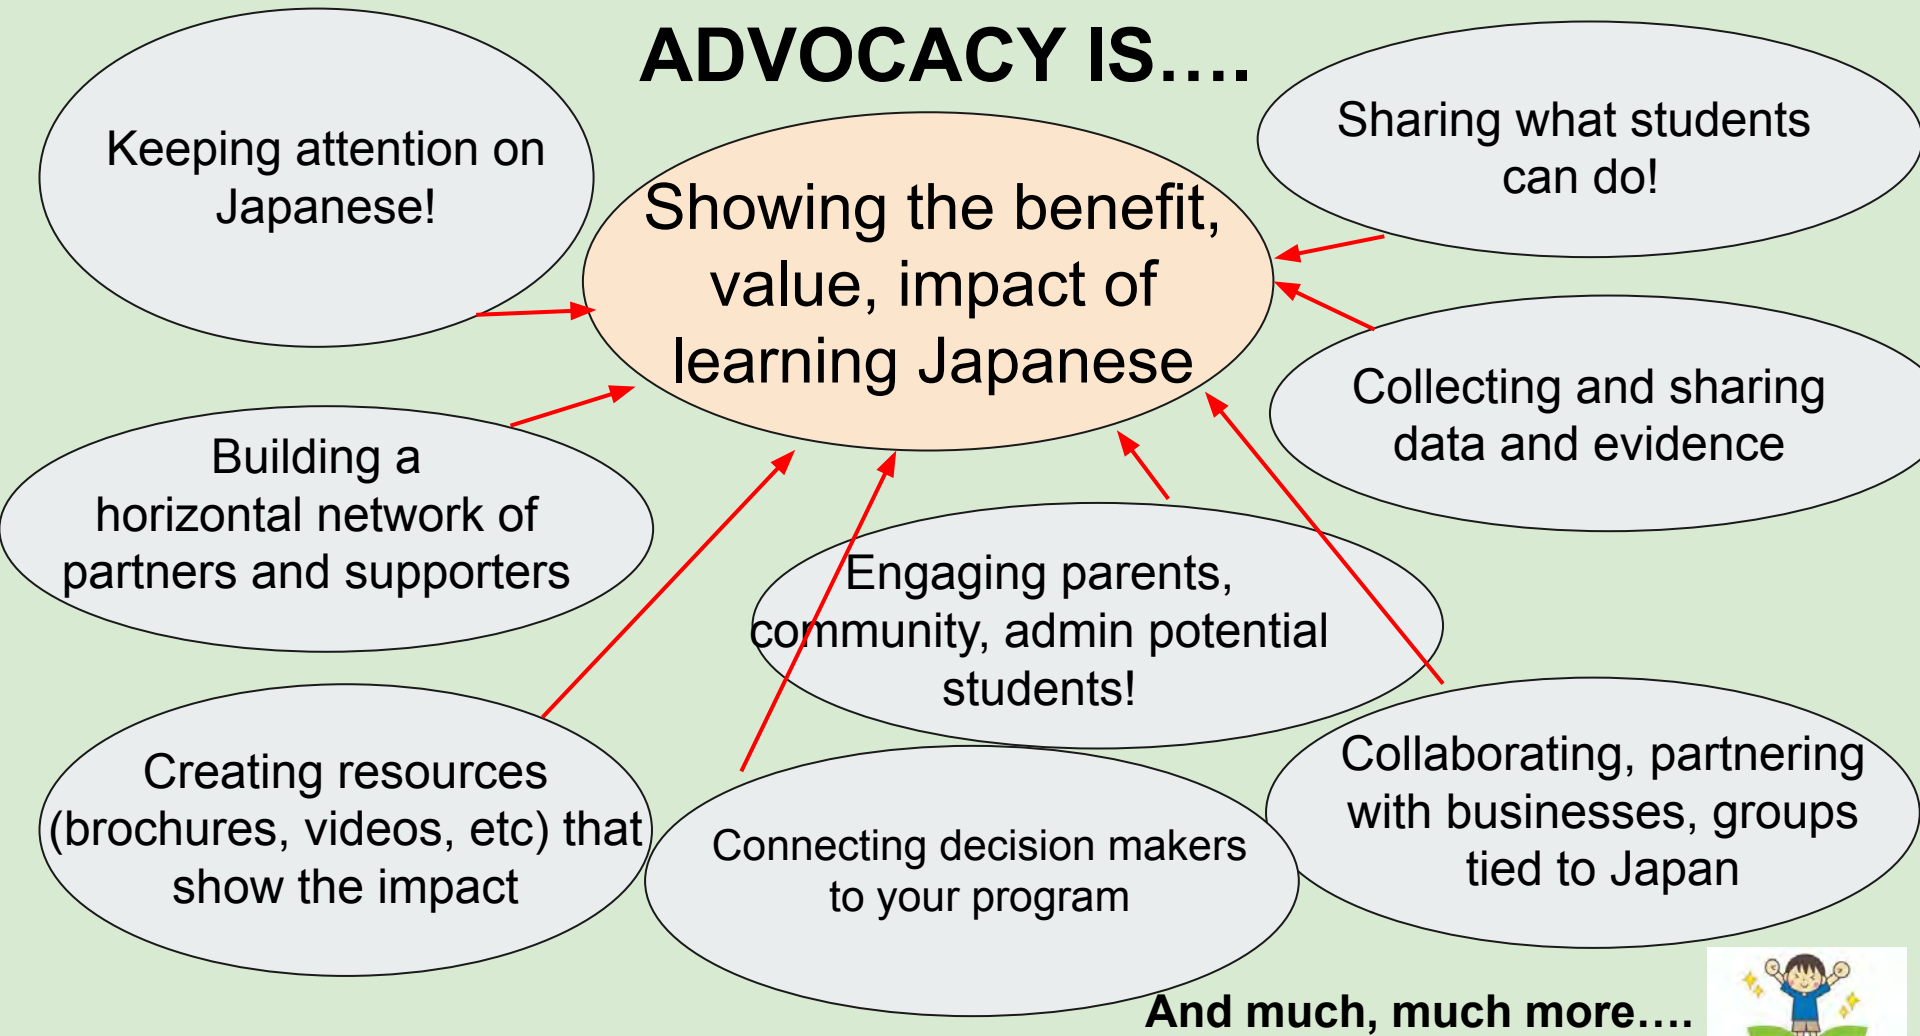 ADVOCACY IS….
Keeping attention on
Japanese!
Showing the benefit,
value, impact of
learning Japanese
Sharing what students
can do!
Collecting and sharing
data and evidence
Building a
horizontal network of
partners and supporters
Engaging parents,
community, admin potential
students!
Creating resources
(brochures, videos, etc) that
show the impact
Connecting decision makers
to your program
Collaborating, partnering
with businesses, groups
tied to Japan
And much, much more….